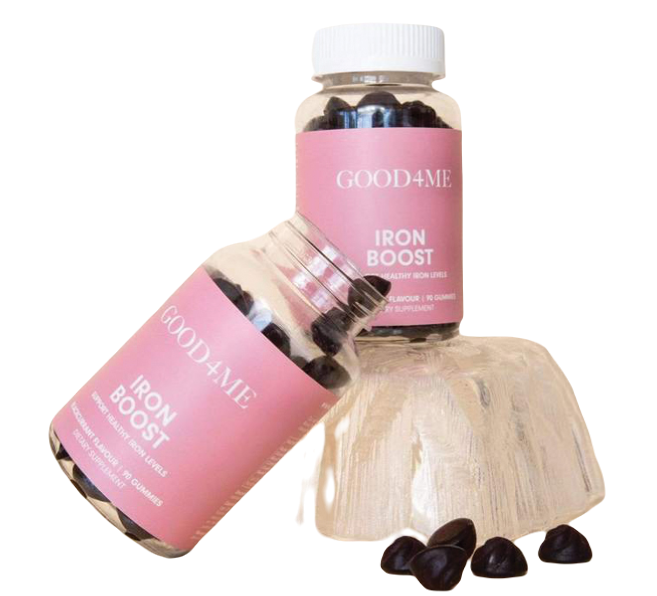 GOOD4ME
IRON
BOOST
HEALTHY IRON LEVELS
FLAVOUR | 90 GUMMIES
SUPPLEMENT
GOOD4ME
IRON
BOOST
SUPPORT HEALTHY IRON LEVELS
BLACKCURRANT FLAVOUR | 90 GUMMIES
DIETARY SUPPLEMENT